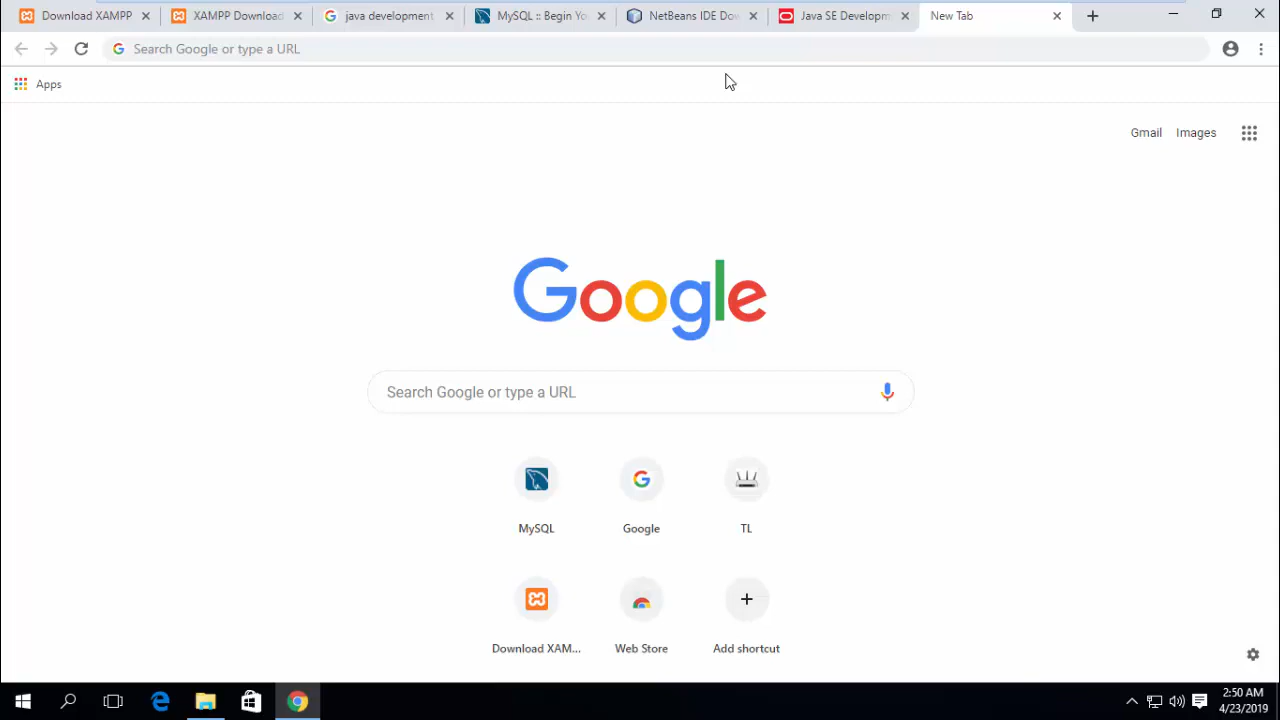 Download XAMPP
XAMPP Download
java development
MySQL :: Begin Yo
NetBeans IDE Do
Java SE Developm
New Tab
Search Google or type a URL
Apps
Gmail Images
Google
Search Google or type a URL
MySQL
Google
TL
Download XAM...
Web Store
Add shortcut
2:50 AM
4/23/2019